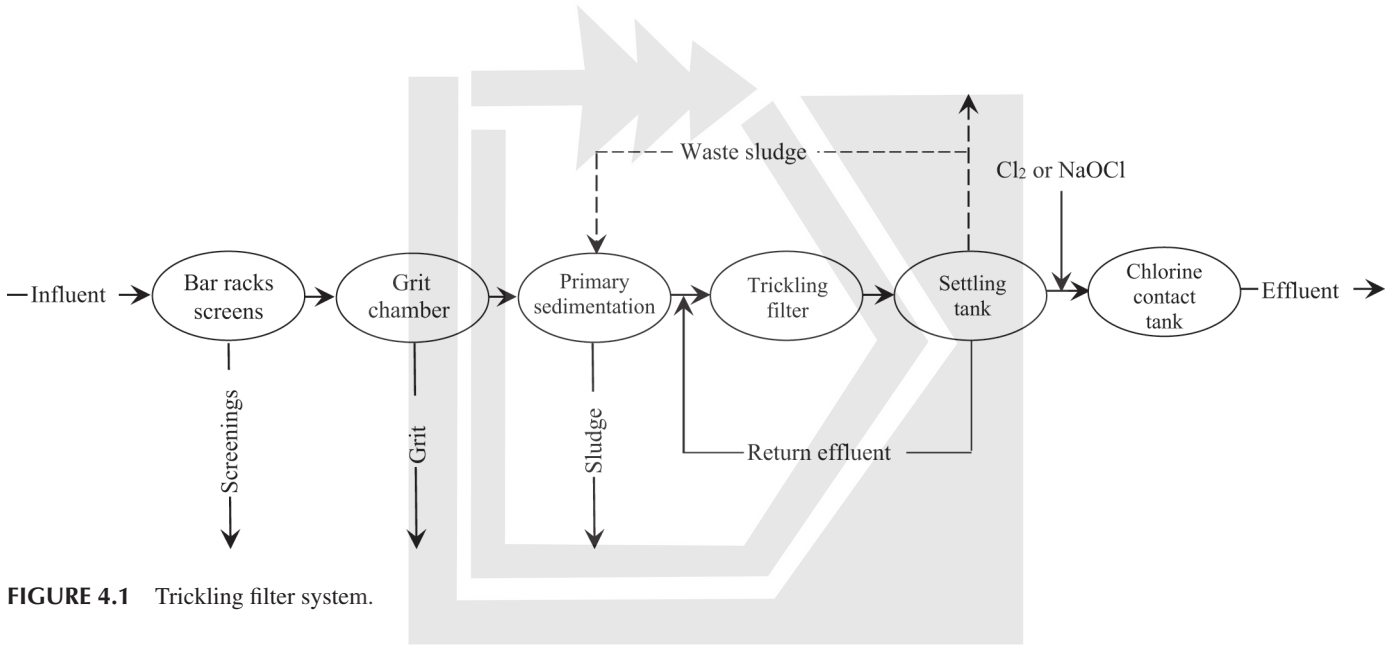 Waste sludge
Cl₂ or NaOCl
Influent
Bar racks
screens
Grit
chamber
Primary
sedimentation
Trickling
filter
Settling
tank
Chlorine
contact
tank
Effluent
Screenings
Grit
Sludge
Return effluent
FIGURE 4.1 Trickling filter system.